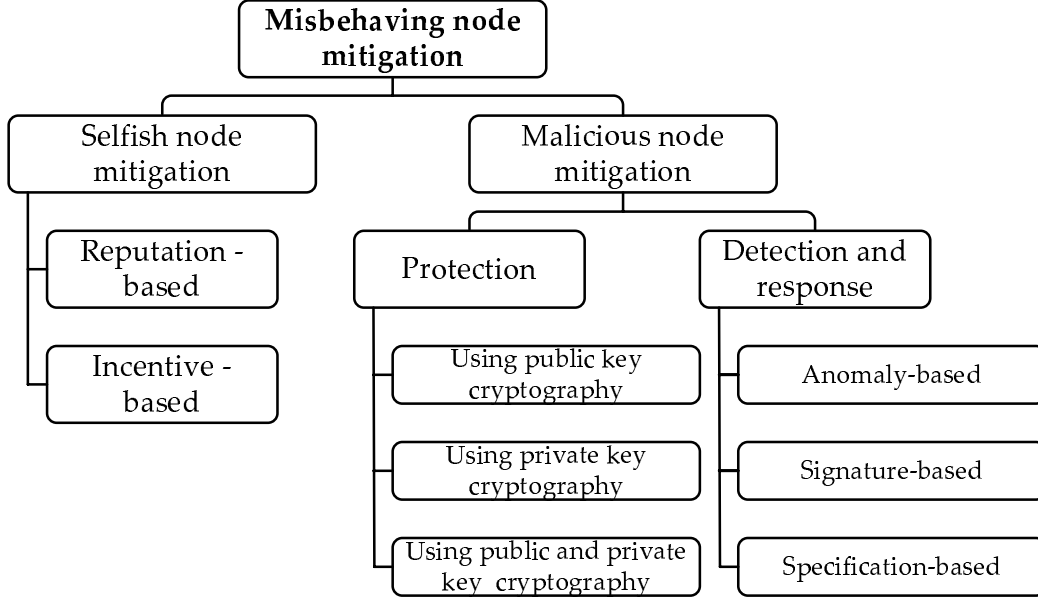 Misbehaving node
mitigation
Selfish node
mitigation
Malicious node
mitigation
Reputation -
based
Incentive -
based
Protection
Detection and
response
Using public key
cryptography
Using private key
cryptography
Using public and private
key cryptography
Anomaly-based
Signature-based
Specification-based